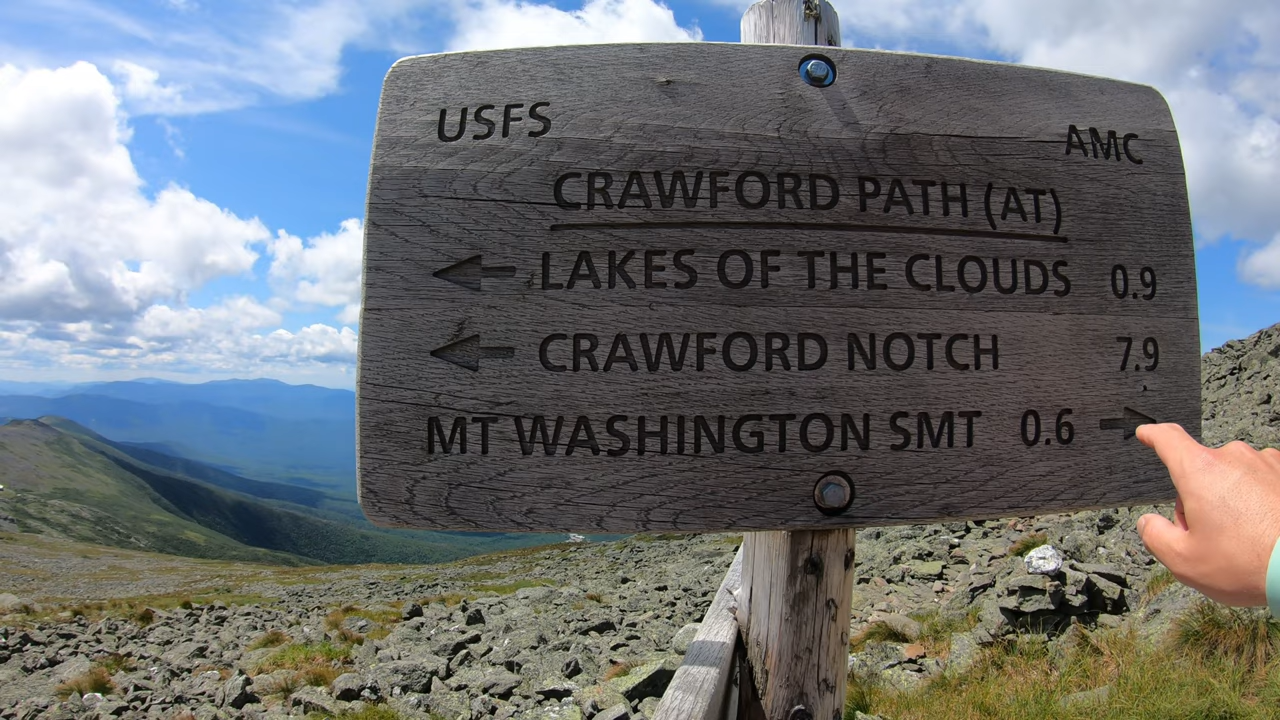 USFS AMC
CRAWFORD PATH (AT)
LAKES OF THE CLOUDS 0.9
CRAWFORD NOTCH 7.9
MT WASHINGTON SMT 0.6